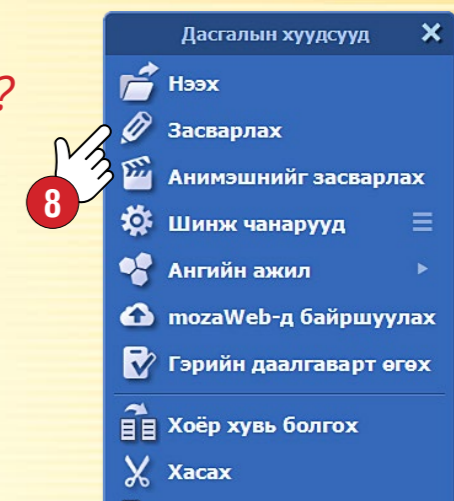 Дасгалын хуудсууд
?
Нээх
Засварлах
8
Анимэшнийг засварлах
Шинж чанарууд
Ангийн ажил
mozaWeb-д байршуулах
Гэрийн даалгаварт өгөх
Хоёр хувь болгох
Хасах